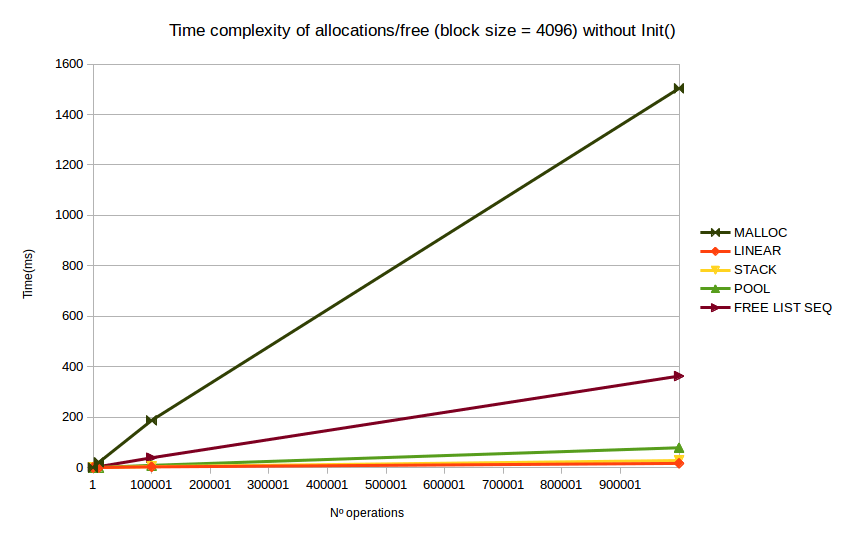 Time complexity of allocations/free (block size = 4096) without Init()
1600
1400
1200
1000
800
600
400
200
0
Time(ms)
1 100001 200001 300001 400001 500001 600001 700001 800001 900001
Nº operations
MALLOC
LINEAR
STACK
POOL
FREE LIST SEQ